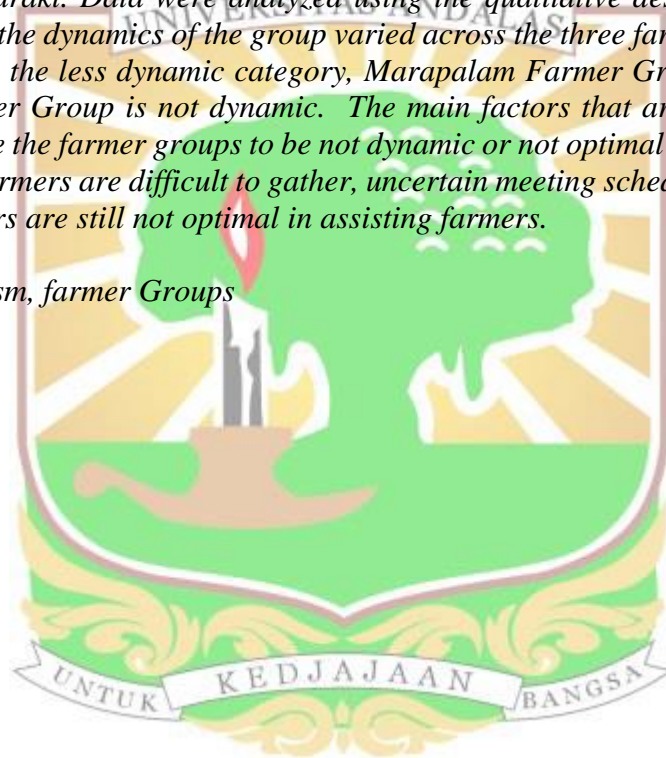 araki. Data were analyzed using the qualitative des
UNIVERSITAS ANDALAS
the dynamics of the group varied across the three far
the less dynamic category, Marapalam Farmer Gr
er Group is not dynamic. The main factors that ar
e the farmer groups to be not dynamic or not optimal
rmers are difficult to gather, uncertain meeting sched
rs are still not optimal in assisting farmers.
sm, farmer Groups
UNTUK KEDJAJAAN BANGSA